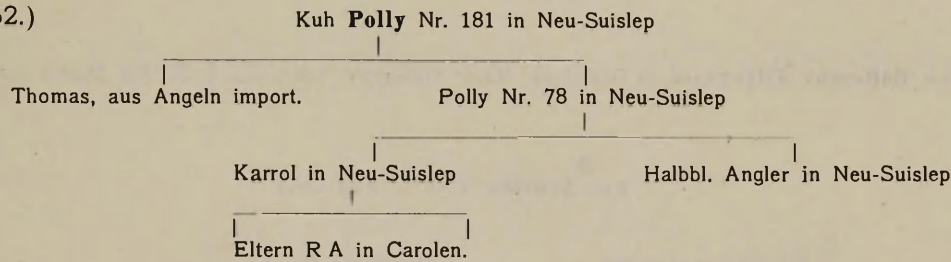 2.) Kuh Polly Nr. 181 in Neu-Suislep
Thomas, aus Angeln import. Polly Nr. 78 in Neu-Suislep
Karrol in Neu-Suislep Halbbl. Angler in Neu-Suislep
Eltern R A in Carolen.